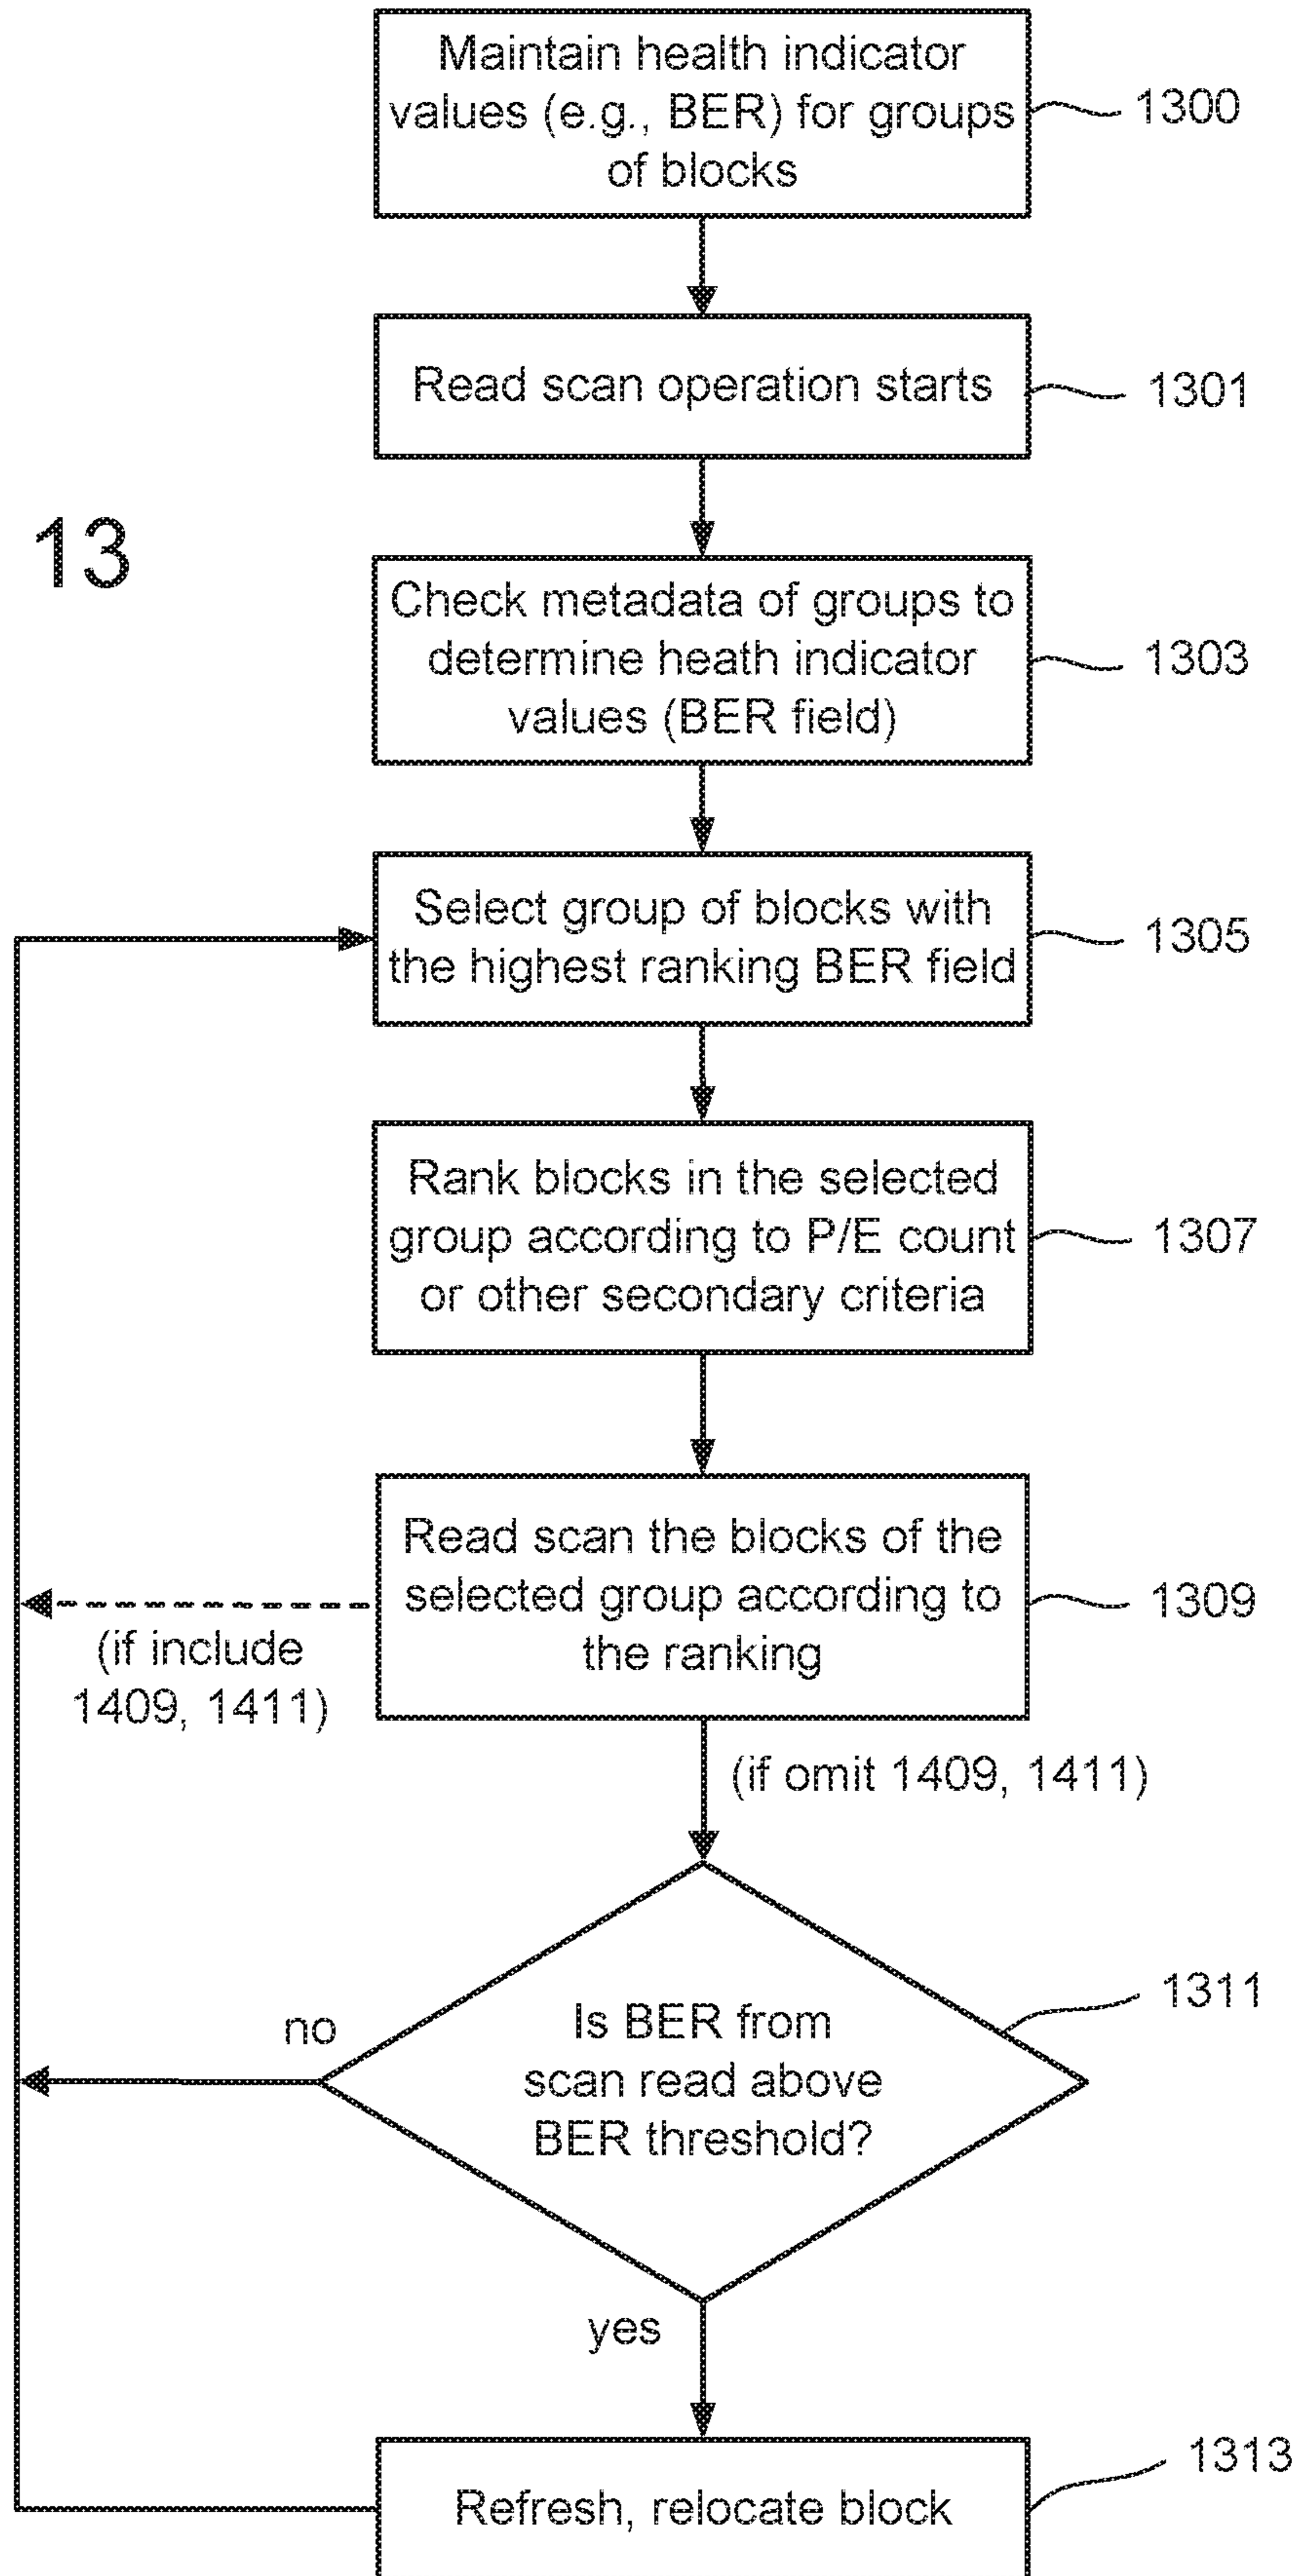 Maintain health indicator
values (e.g., BER) for groups
of blocks
1300
Read scan operation starts
1301
13
Check metadata of groups to
determine heath indicator
values (BER field)
1303
Select group of blocks with
the highest ranking BER field
1305
Rank blocks in the selected
group according to P/E count
or other secondary criteria
1307
Read scan the blocks of the
selected group according to
the ranking
1309
(if include
1409, 1411)
(if omit 1409, 1411)
Is BER from
scan read above
BER threshold?
1311
no
yes
Refresh, relocate block
1313